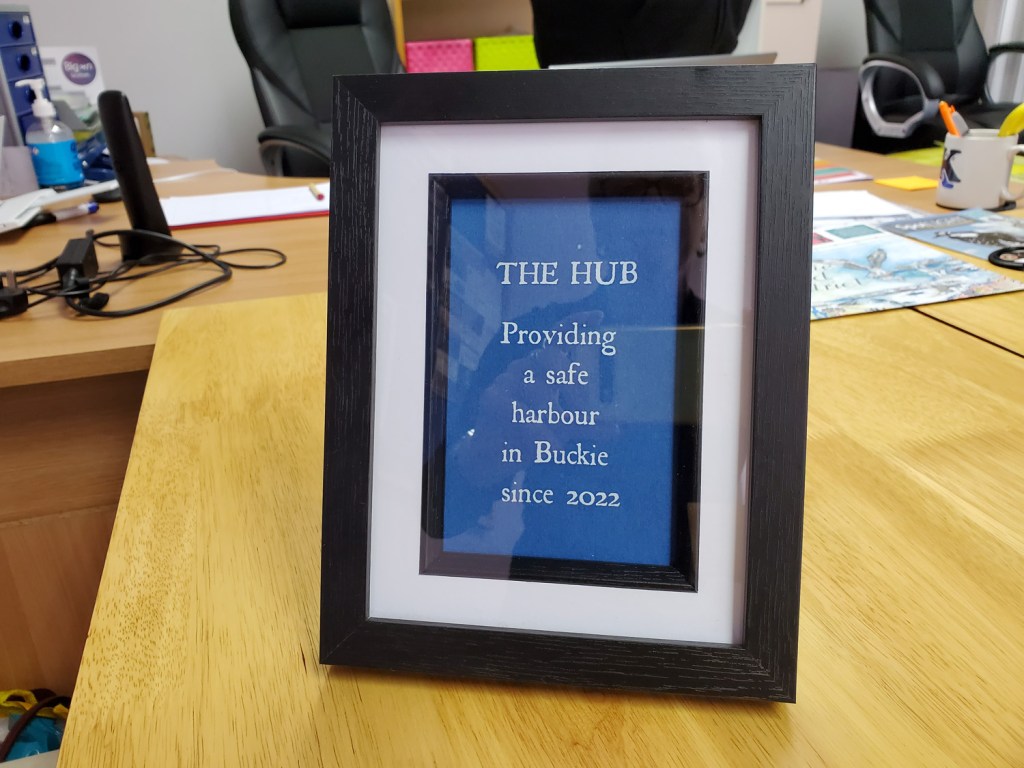 THE HUB
Providing
a safe
harbour
in Buckie
since 2022